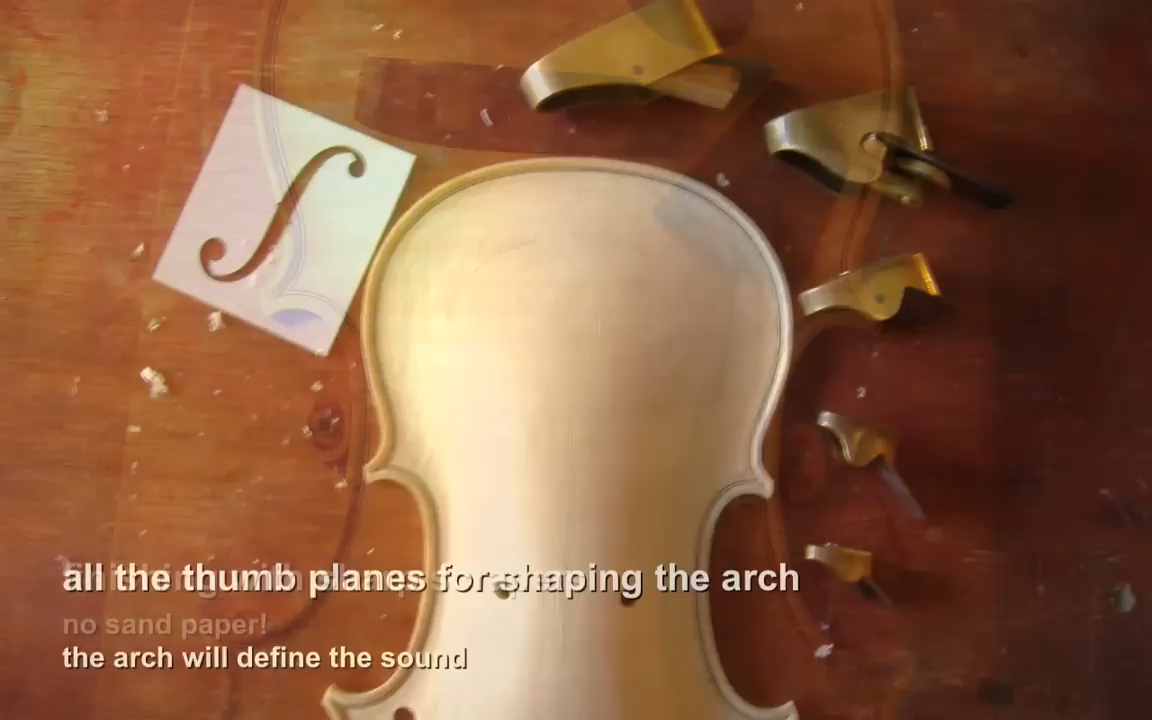 all the thumb planes for shaping the arch
no sand paper!
the arch will define the sound